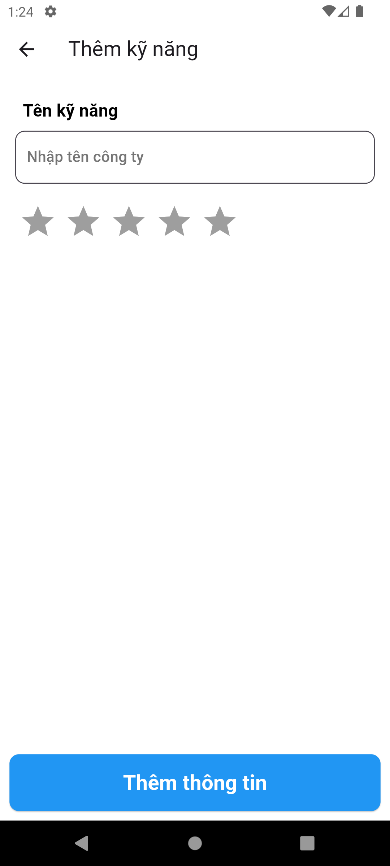 1:24
Thêm kỹ năng
Tên kỹ năng
Nhập tên công ty
Thêm thông tin